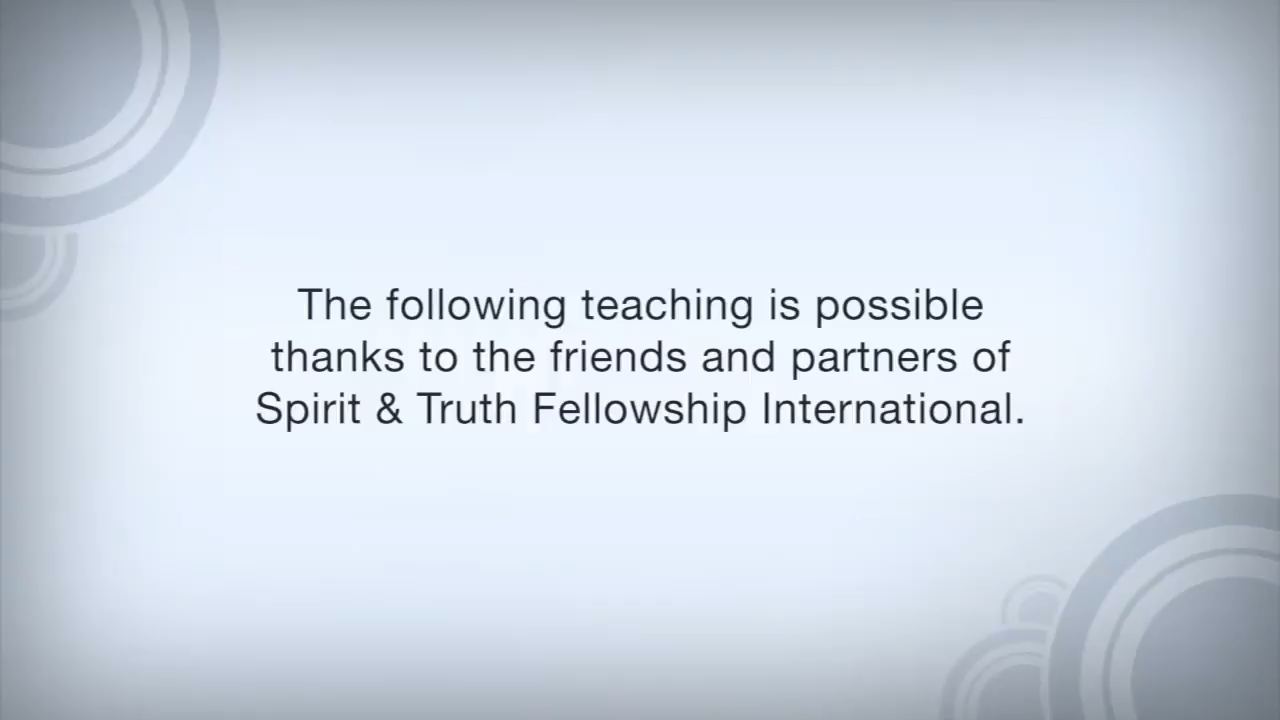 The following teaching is possible
thanks to the friends and partners of
Spirit & Truth Fellowship International.